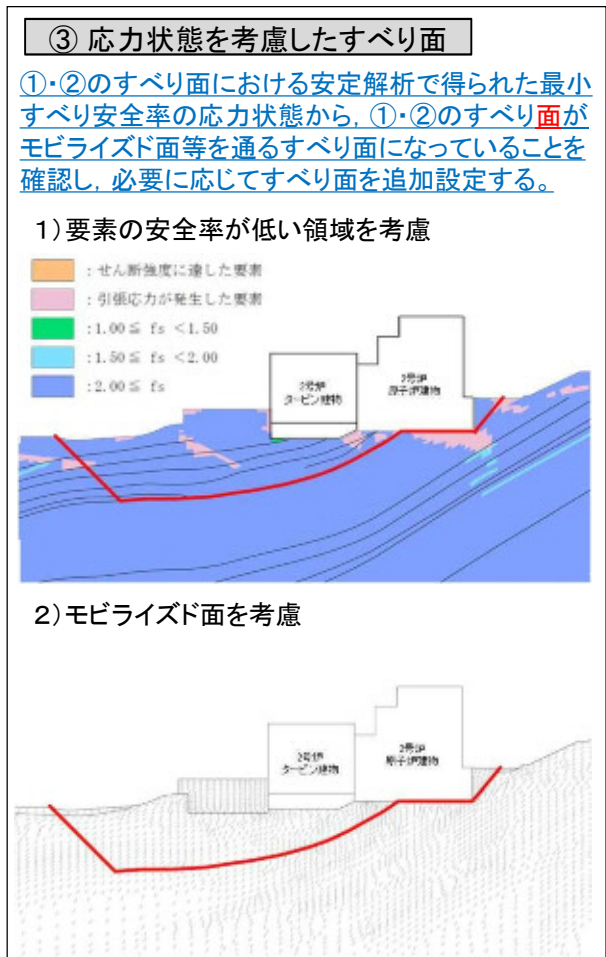 ③ 応力状態を考慮したすべり面
①・②のすべり面における安定解析で得られた最小
すべり安全率の応力状態から，①・②のすべり面が
モビライズド面等を通るすべり面になっていることを
確認し，必要に応じてすべり面を追加設定する。
1）要素の安全率が低い領域を考慮
：せん断強度に達した要素
：引張応力が発生した要素
：1.00≦ fs ＜1.50
：1.50≦ fs ＜2.00
：2.00≦ fs
2号炉
タービン建物
2号炉
原子炉建物
2）モビライズド面を考慮
2号炉
タービン建物
2号炉
原子炉建物